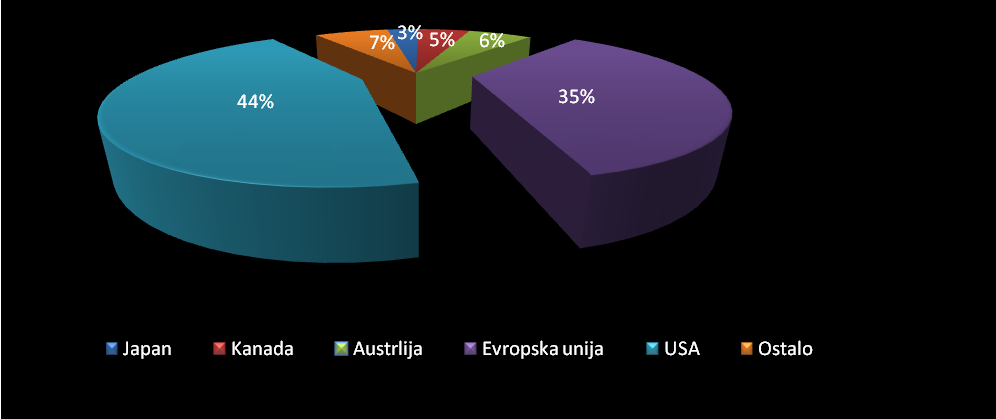 3%
7%
5%
6%
44%
35%
Japan
Kanada
Austrlija
Evropska unija
USA
Ostalo